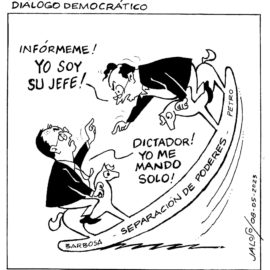 DIALOGO DEMOCRÁTICO
INFÓRMEME!
YO SOY
SU JEFE!
DICTADOR!
YO ME
MANDO
SOLO!
BARBOSA - SEPARACION DE PODERES - PETRO
JALO/08-05-2023